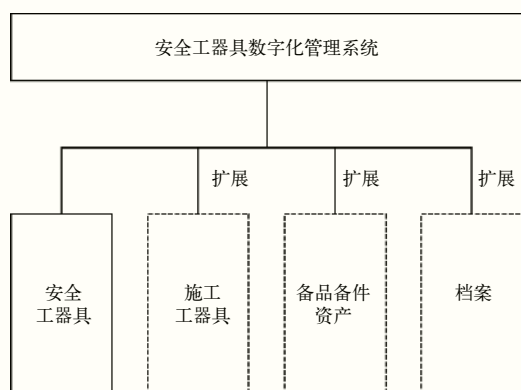 安全工器具数字化管理系统
扩展
扩展
扩展
安全
工器具
施工
工器具
备品备件
资产
档案